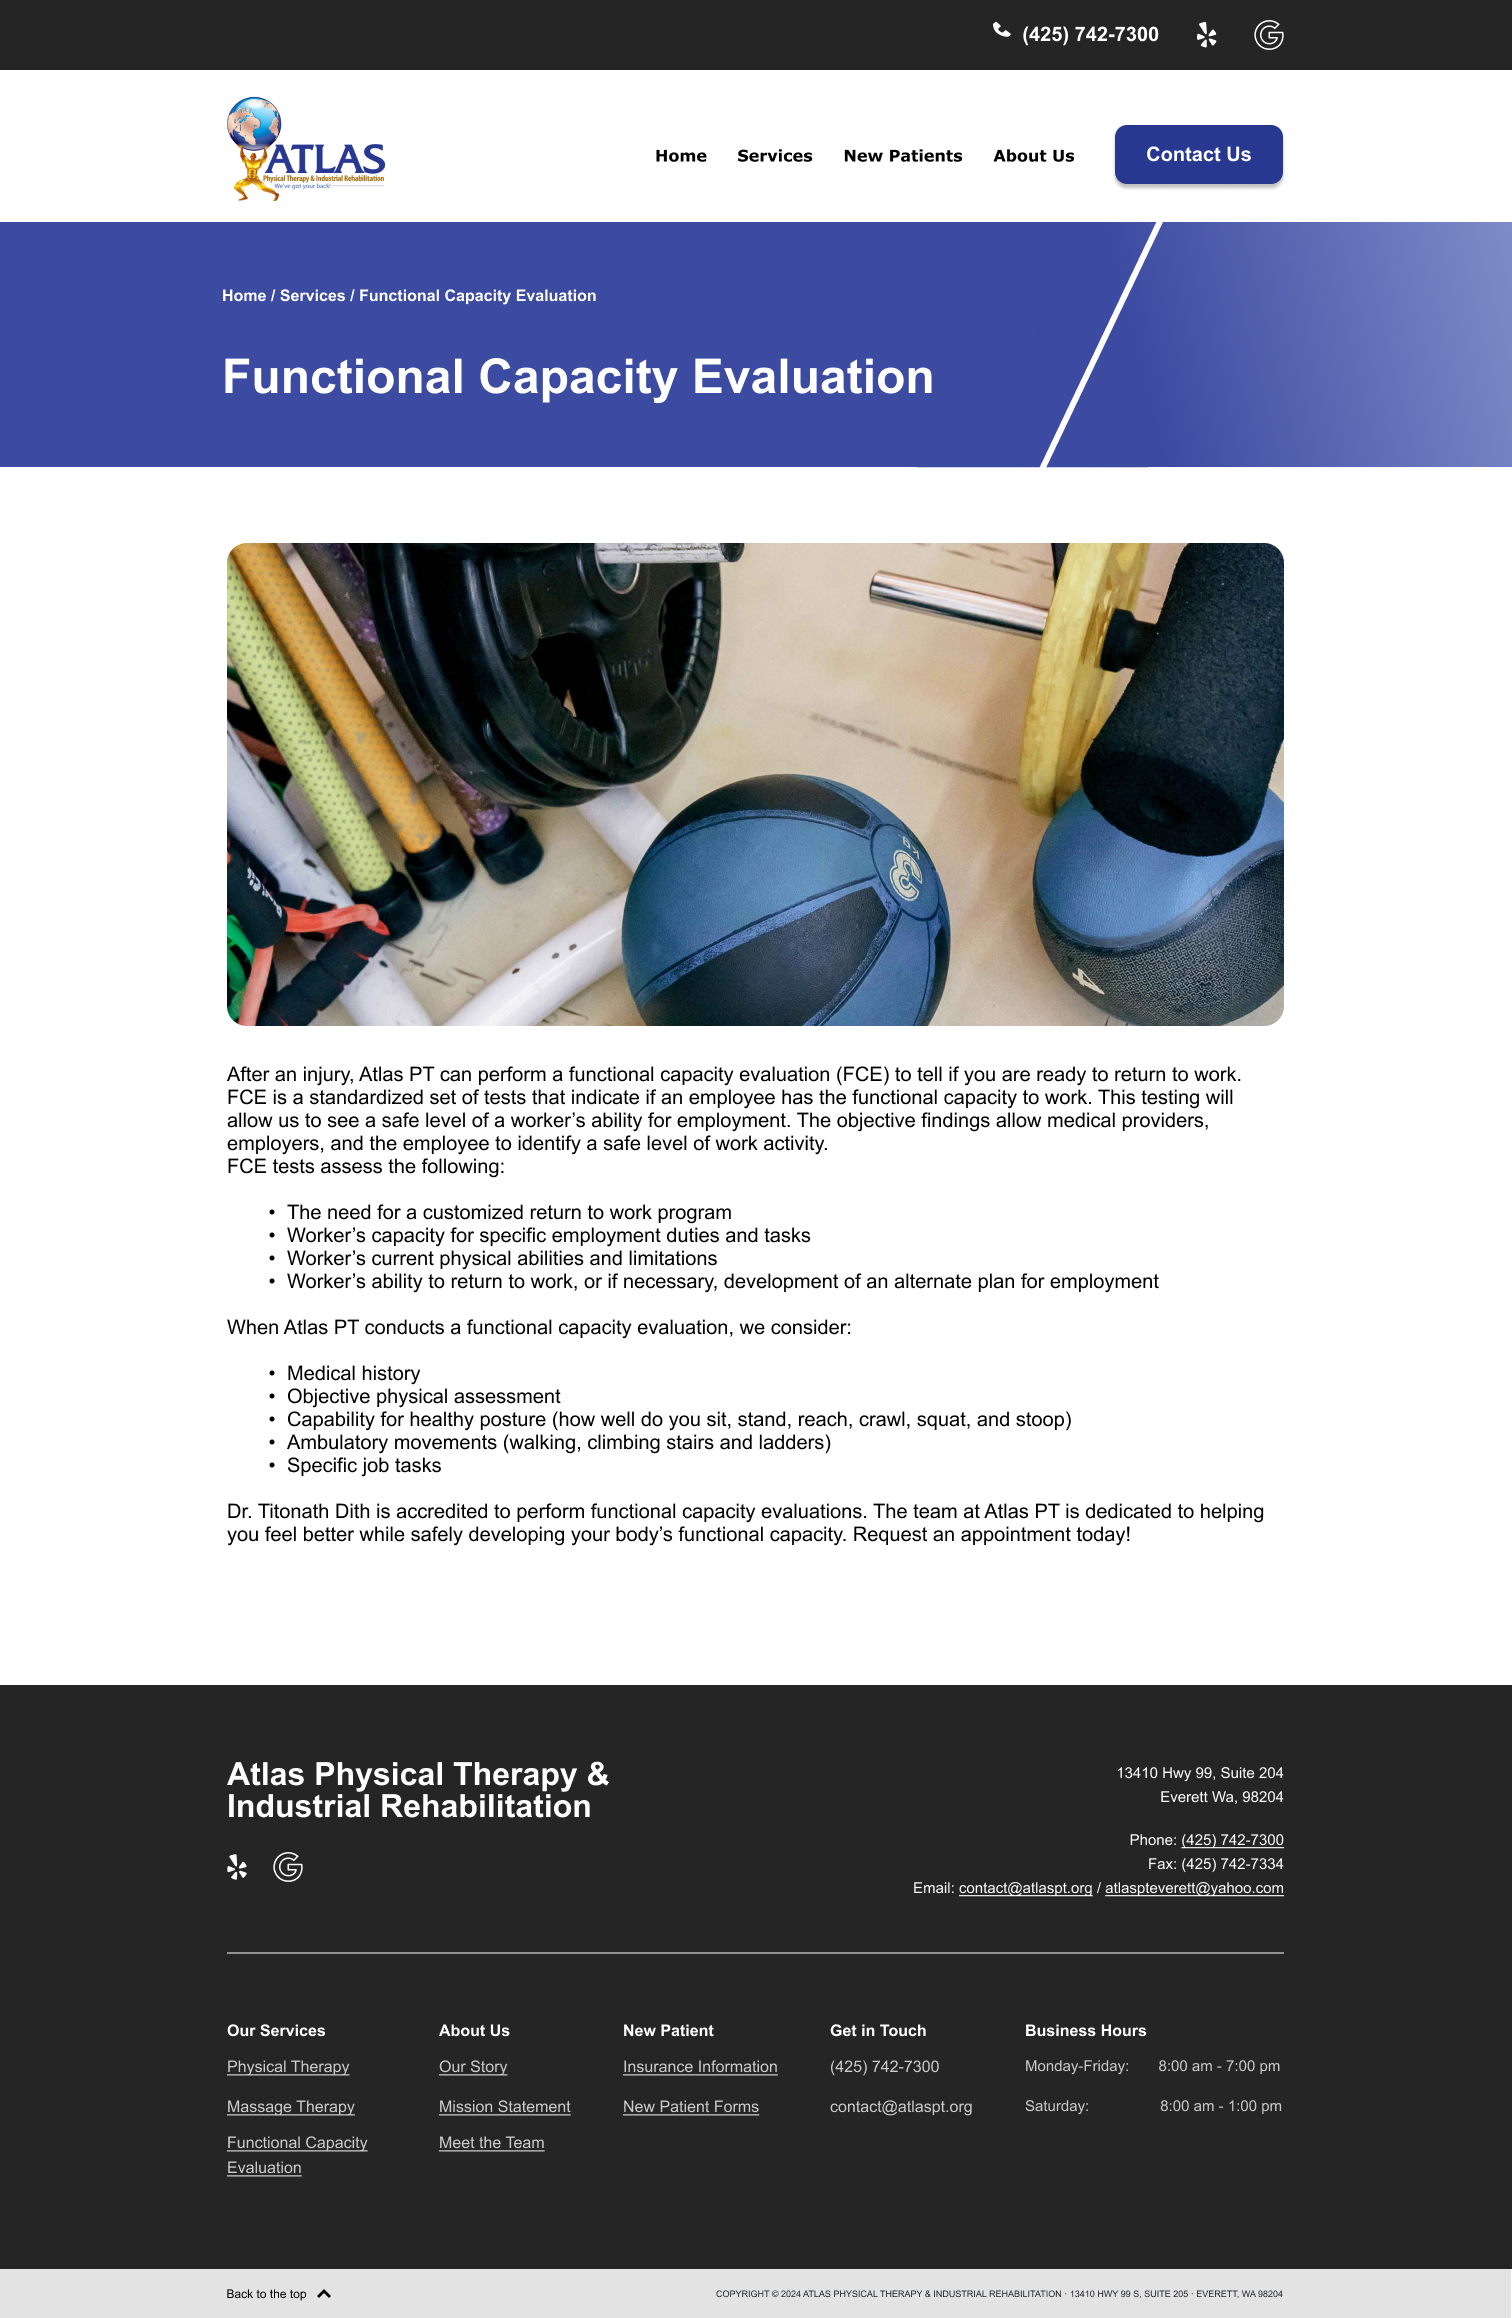 (425) 742-7300
ATLAS
Physical Therapy & Industrial Rehabilitation
We've got your back!
Home Services New Patients About Us Contact Us
Home / Services / Functional Capacity Evaluation
Functional Capacity Evaluation
3
KG
4
After an injury, Atlas PT can perform a functional capacity evaluation (FCE) to tell if you are ready to return to work.
FCE is a standardized set of tests that indicate if an employee has the functional capacity to work. This testing will
allow us to see a safe level of a worker’s ability for employment. The objective findings allow medical providers,
employers, and the employee to identify a safe level of work activity.
FCE tests assess the following:
• The need for a customized return to work program
• Worker’s capacity for specific employment duties and tasks
• Worker’s current physical abilities and limitations
• Worker’s ability to return to work, or if necessary, development of an alternate plan for employment
When Atlas PT conducts a functional capacity evaluation, we consider:
• Medical history
• Objective physical assessment
• Capability for healthy posture (how well do you sit, stand, reach, crawl, squat, and stoop)
• Ambulatory movements (walking, climbing stairs and ladders)
• Specific job tasks
Dr. Titonath Dith is accredited to perform functional capacity evaluations. The team at Atlas PT is dedicated to helping
you feel better while safely developing your body’s functional capacity. Request an appointment today!
Atlas Physical Therapy &
Industrial Rehabilitation
13410 Hwy 99, Suite 204
Everett Wa, 98204
Phone: (425) 742-7300
Fax: (425) 742-7334
Email: contact@atlaspt.org / atlaspteverett@yahoo.com
Our Services
Physical Therapy
Massage Therapy
Functional Capacity
Evaluation
About Us
Our Story
Mission Statement
Meet the Team
New Patient
Insurance Information
New Patient Forms
Get in Touch
(425) 742-7300
contact@atlaspt.org
Business Hours
Monday-Friday: 8:00 am - 7:00 pm
Saturday: 8:00 am - 1:00 pm
Back to the top
COPYRIGHT © 2024 ATLAS PHYSICAL THERAPY & INDUSTRIAL REHABILITATION · 13410 HWY 99 S, SUITE 205 · EVERETT, WA 98204